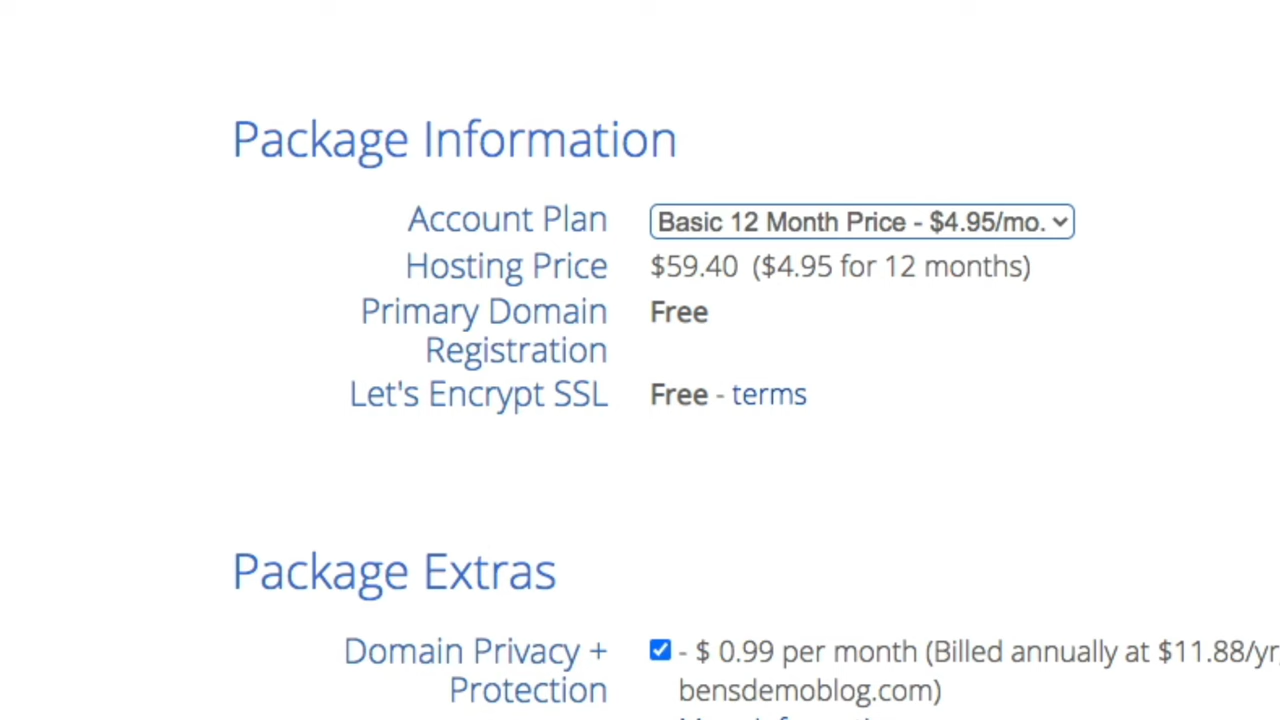 Package Information
Account Plan Basic 12 Month Price - $4.95/mo.
Hosting Price $59.40 ($4.95 for 12 months)
Primary Domain Free
Registration
Let's Encrypt SSL Free - terms
Package Extras
Domain Privacy + - $ 0.99 per month (Billed annually at $11.88/yr,
Protection bensdemoblog.com)